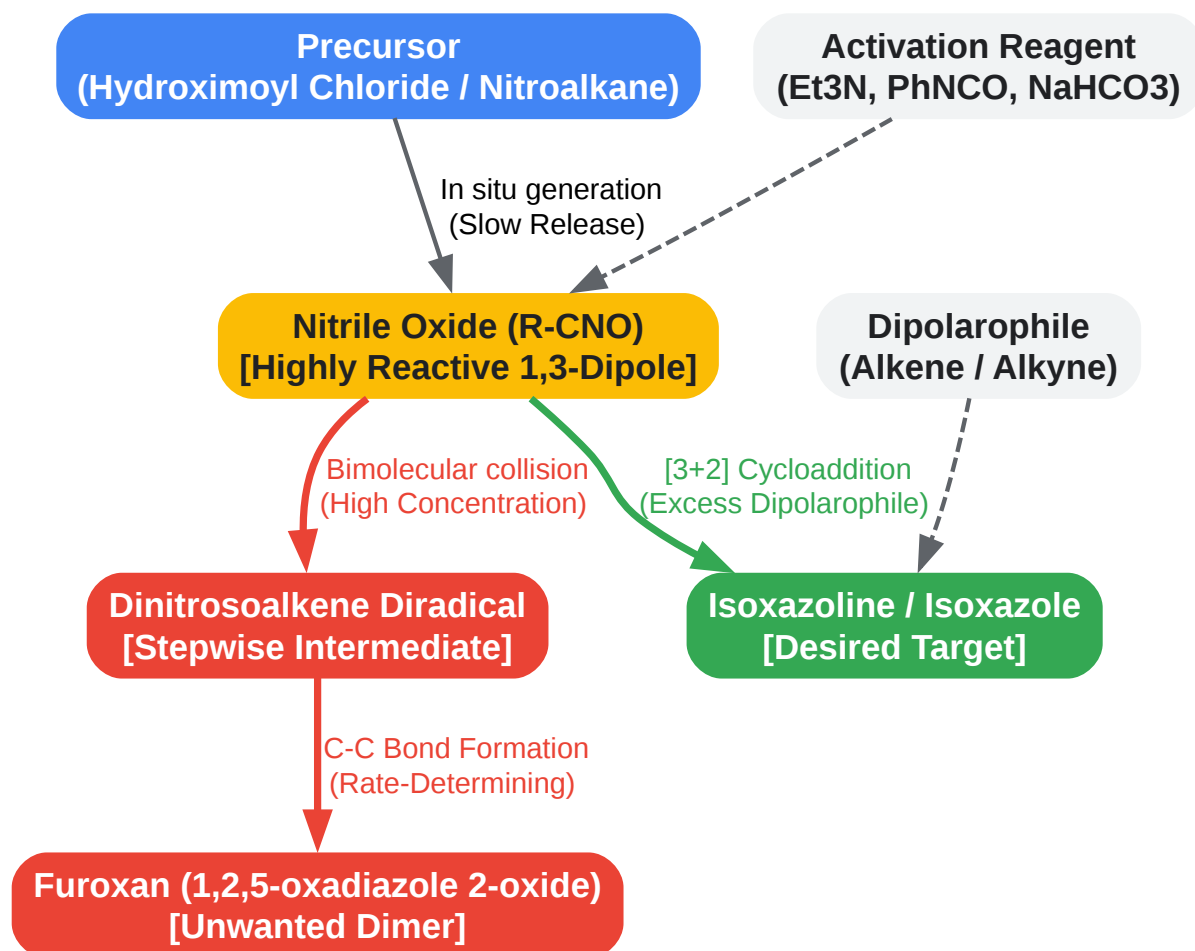 Precursor
(Hydroximoyl Chloride / Nitroalkane)
Activation Reagent
(Et3N, PhNCO, NaHCO3)
In situ generation
(Slow Release)
Nitrile Oxide (R-CNO)
[Highly Reactive 1,3-Dipole]
Dipolarophile
(Alkene / Alkyne)
Bimolecular collision
(High Concentration)
[3+2] Cycloaddition
(Excess Dipolarophile)
Dinitrosoalkene Diradical
[Stepwise Intermediate]
Isoxazoline / Isoxazole
[Desired Target]
C-C Bond Formation
(Rate-Determining)
Furoxan (1,2,5-oxadiazole 2-oxide)
[Unwanted Dimer]